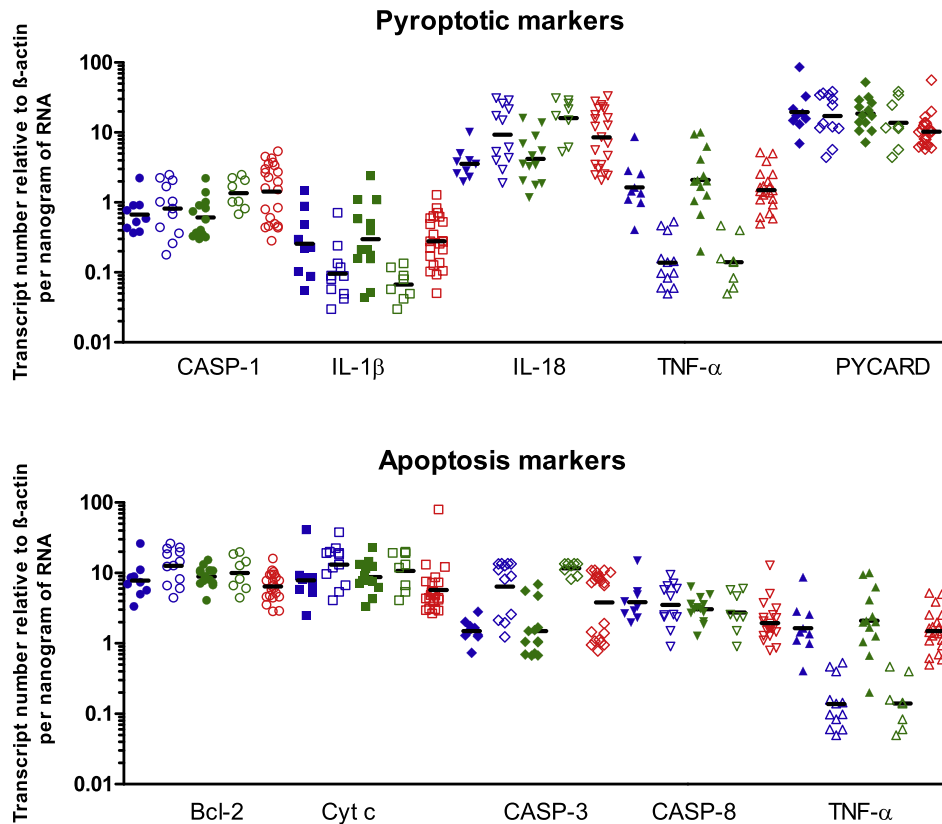 Pyroptotic markers
Transcript number relative to ß-actin
per nanogram of RNA
100
10
1
0.1
0.01
CASP-1
IL-1β
IL-18
TNF-α
PYCARD
Apoptosis markers
Transcript number relative to ß-actin
per nanogram of RNA
100
10
1
0.1
0.01
Bcl-2
Cyt c
CASP-3
CASP-8
TNF-α